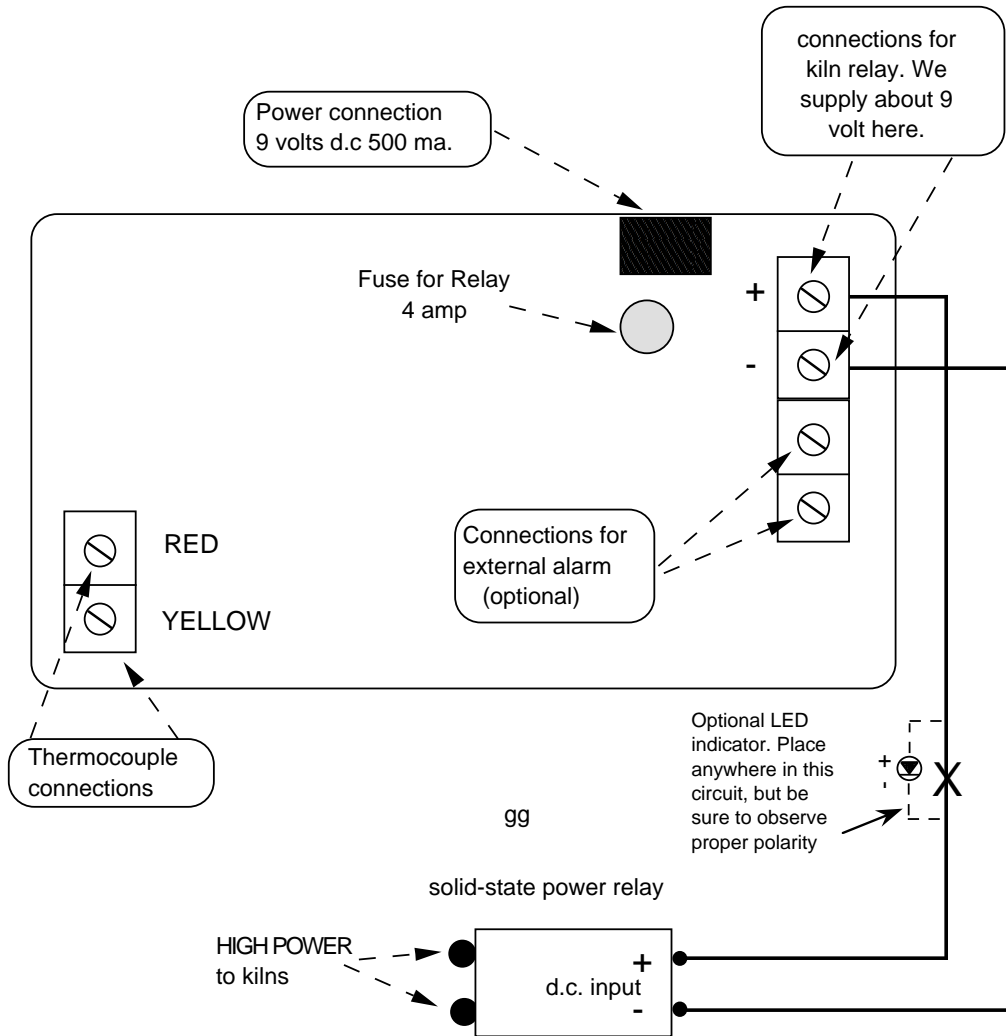 connections for
kiln relay. We
supply about 9
volt here.
Power connection
9 volts d.c 500 ma.
Fuse for Relay
4 amp
+
-
RED
YELLOW
Connections for
external alarm
(optional)
Thermocouple
connections
Optional LED
indicator. Place
anywhere in this
circuit, but be
sure to observe
proper polarity
+
-
X
gg
solid-state power relay
HIGH POWER
to kilns
+
d.c. input
-